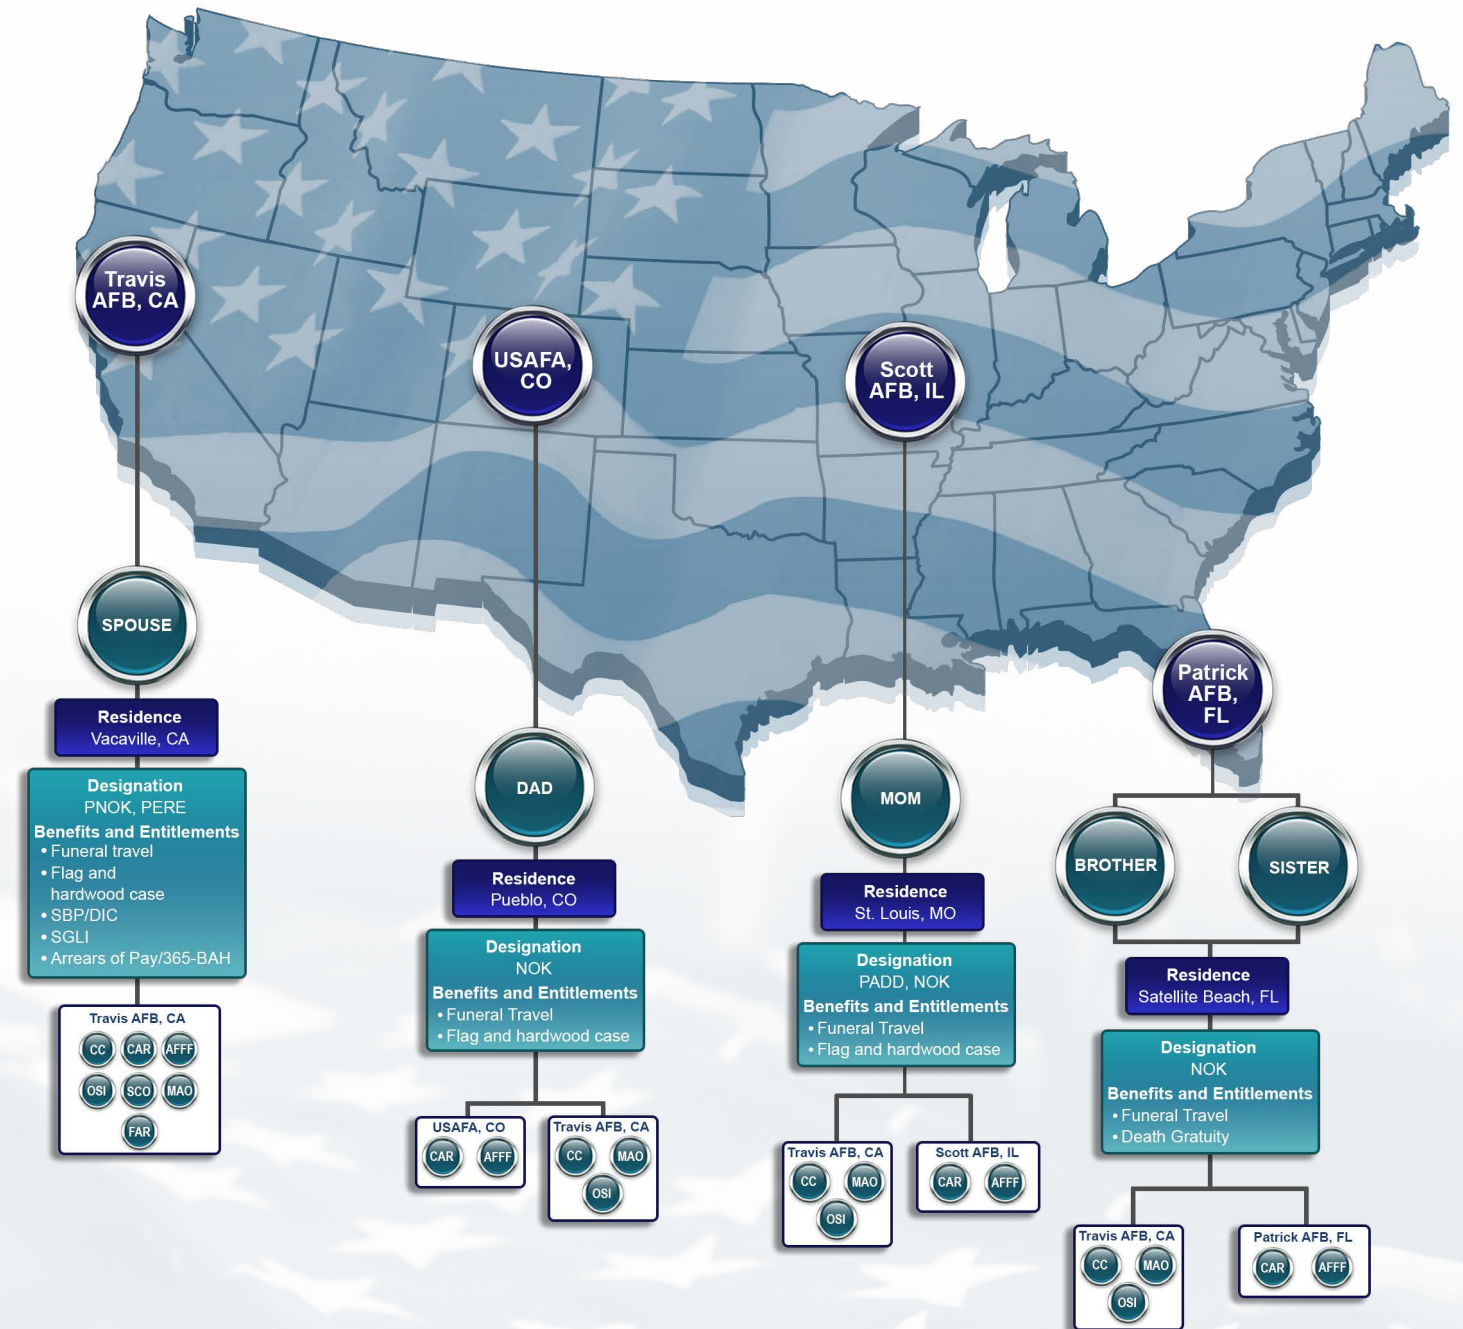 Travis
AFB, CA
USAFA,
CO
Scott
AFB, IL
Patrick
AFB,
FL
SPOUSE
Residence
Vacaville, CA
Designation
PNOK, PERE
Benefits and Entitlements
• Funeral travel
• Flag and
hardwood case
• SBP/DIC
• SGLI
• Arrears of Pay/365-BAH
Travis AFB, CA
CC CAR AFFF
OSI SCO MAO
FAR
DAD
Residence
Pueblo, CO
Designation
NOK
Benefits and Entitlements
• Funeral Travel
• Flag and hardwood case
USAFA, CO
CAR AFFF
Travis AFB, CA
CC MAO
OSI
MOM
Residence
St. Louis, MO
Designation
PADD, NOK
Benefits and Entitlements
• Funeral Travel
• Flag and hardwood case
Travis AFB, CA
CC MAO
OSI
Scott AFB, IL
CAR AFFF
BROTHER
SISTER
Residence
Satellite Beach, FL
Designation
NOK
Benefits and Entitlements
• Funeral Travel
• Death Gratuity
Travis AFB, CA
CC MAO
OSI
Patrick AFB, FL
CAR AFFF